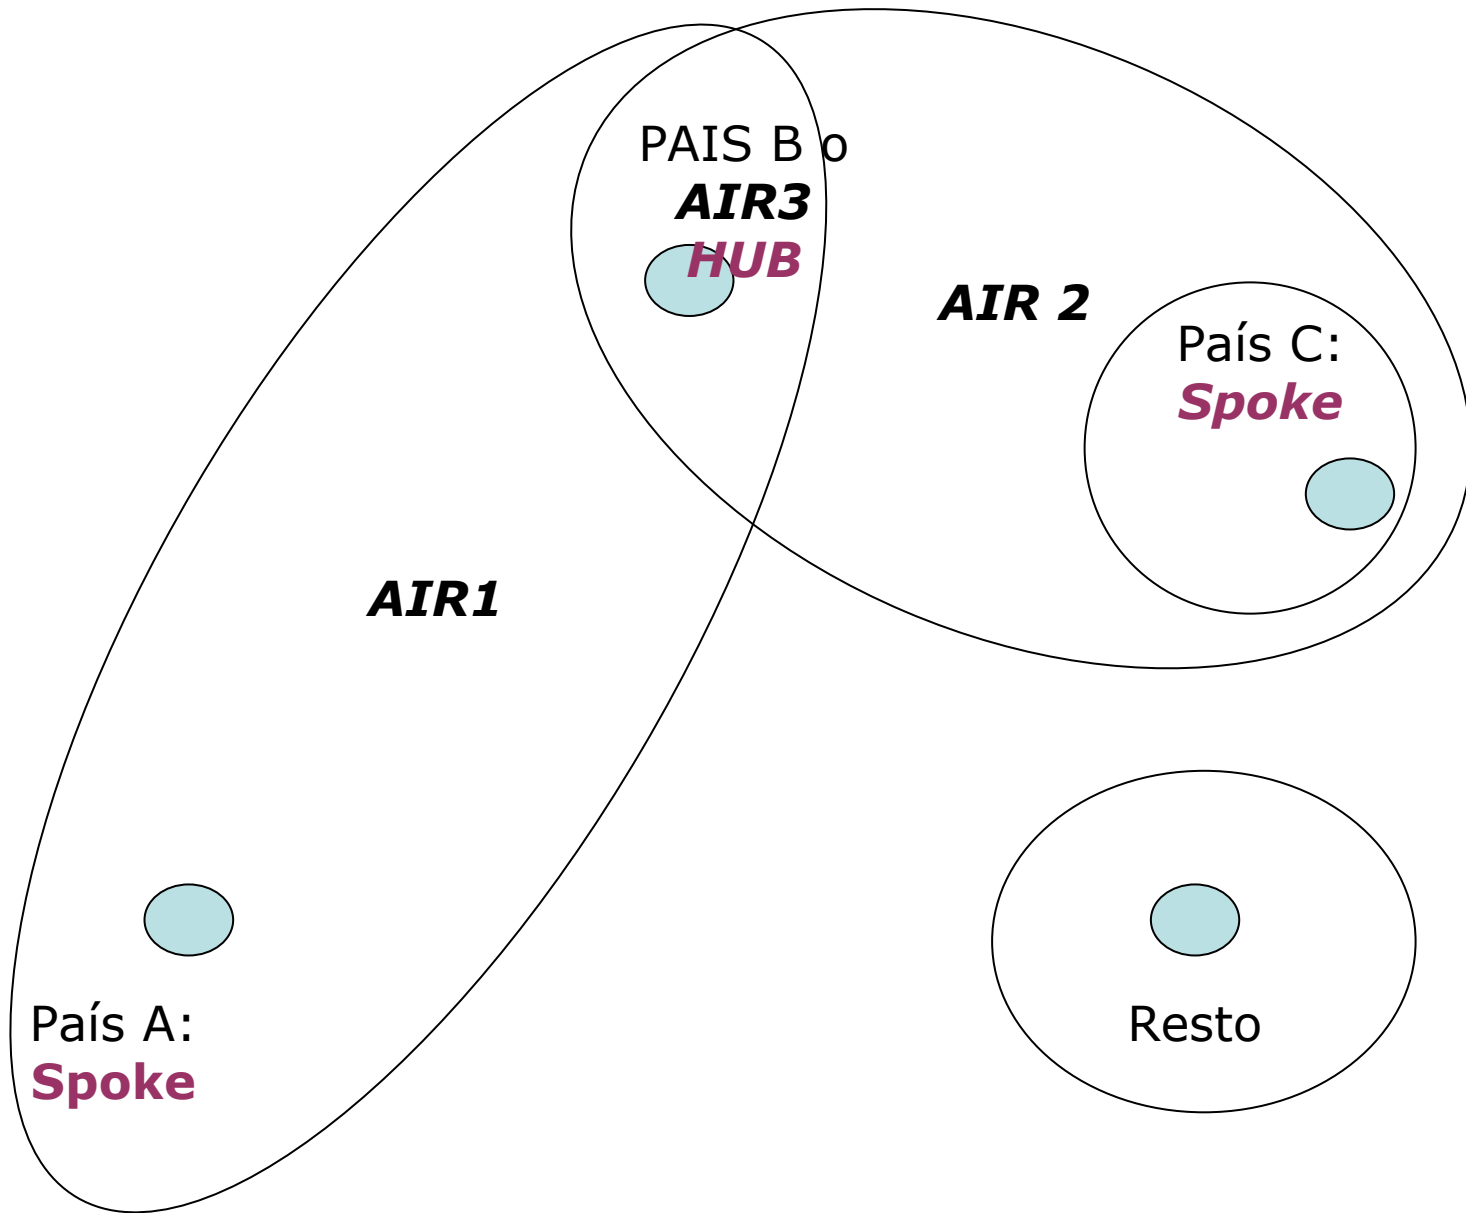 PAIS B o
AIR3
HUB
AIR 2
País C:
Spoke
AIR1
País A:
Spoke
Resto